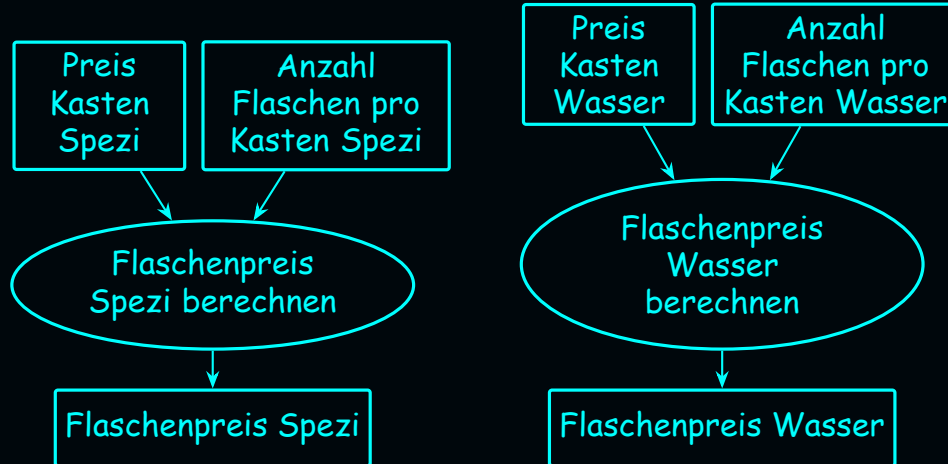 Preis
Kasten
Spezi
Anzahl
Flaschen pro
Kasten Spezi
Flaschenpreis
Spezi berechnen
Flaschenpreis Spezi
Preis
Kasten
Wasser
Anzahl
Flaschen pro
Kasten Wasser
Flaschenpreis
Wasser
berechnen
Flaschenpreis Wasser